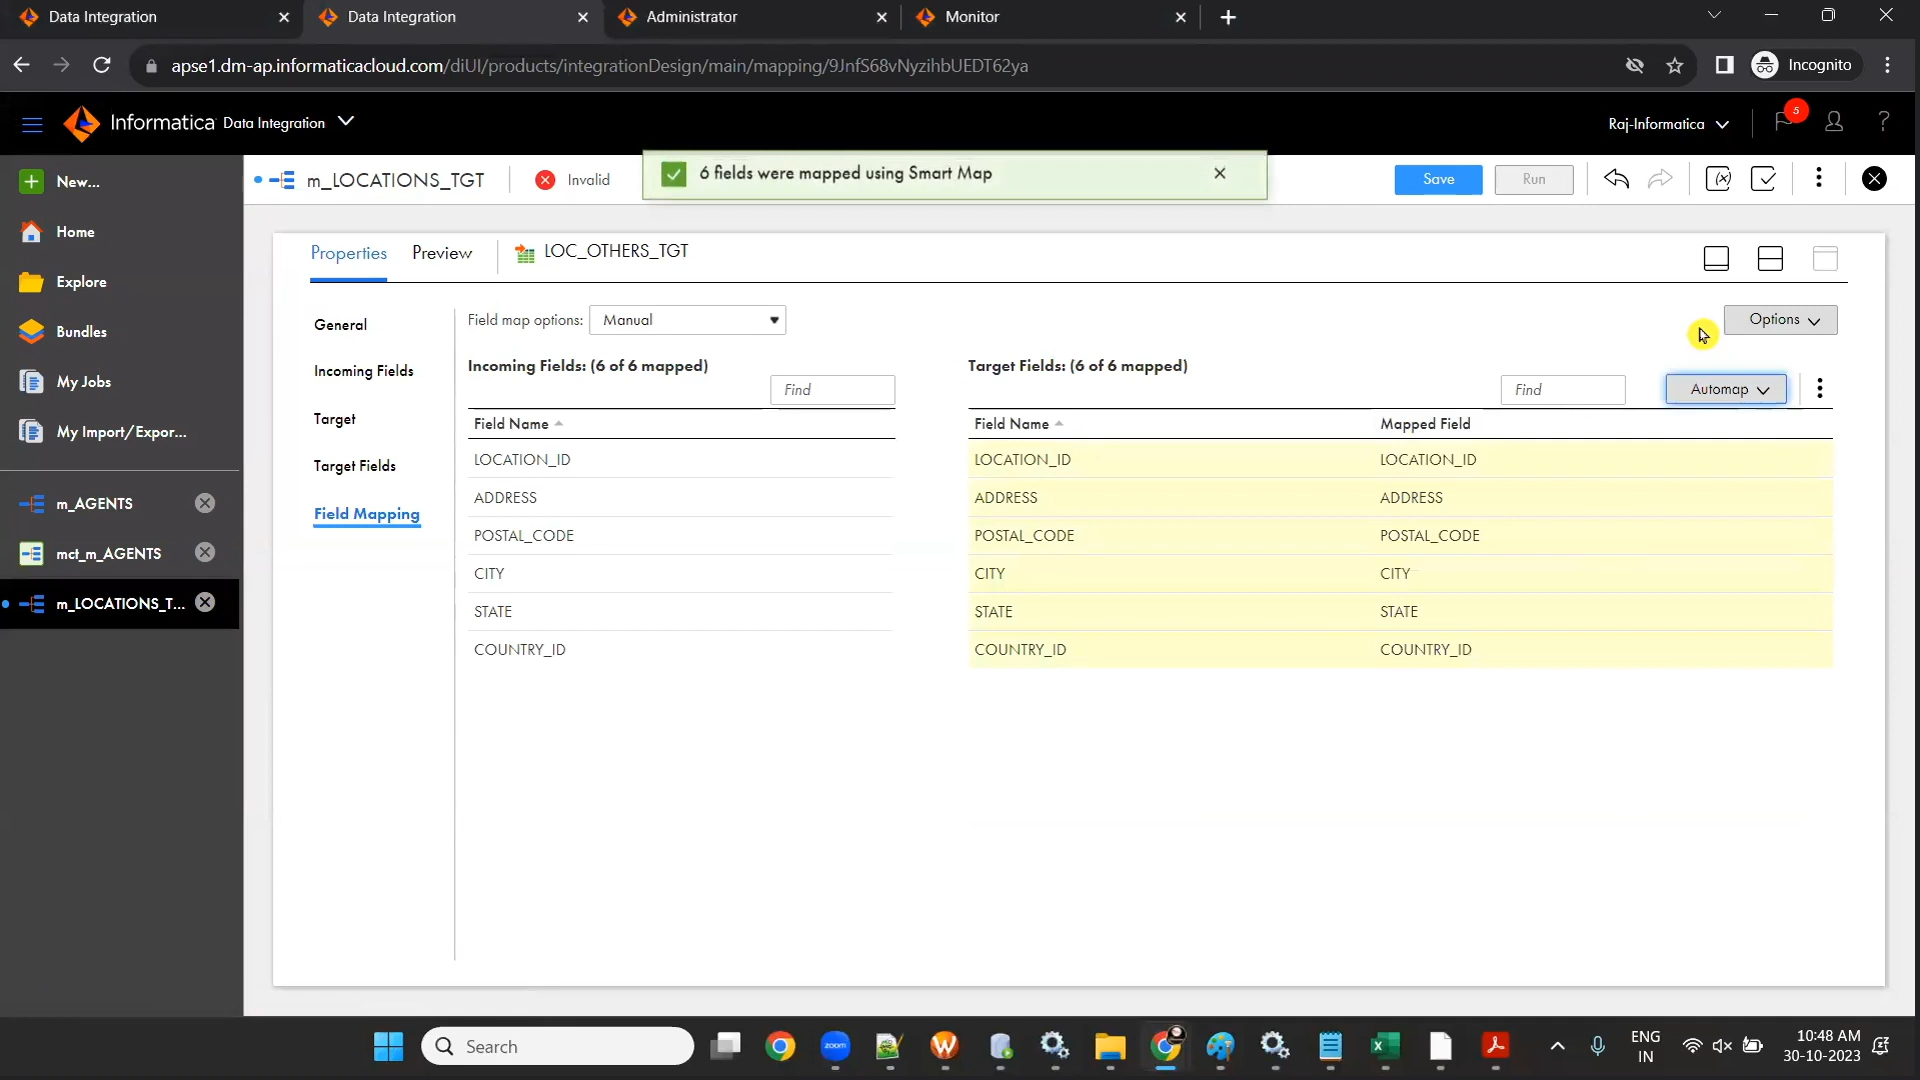 Data Integration
Data Integration
Administrator
Monitor
apse1.dm-ap.informaticacloud.com/diUI/products/integrationDesign/main/mapping/9JnfS68vNyzihbUEDT62ya
Incognito
Informatica Data Integration
Raj-Informatica
5
?
New...
m_LOCATIONS_TGT
Invalid
6 fields were mapped using Smart Map
Save
Run
Home
Explore
Bundles
My Jobs
My Import/Expor...
m_AGENTS
mct_m_AGENTS
m_LOCATIONS_T...
Properties
Preview
LOC_OTHERS_TGT
General
Incoming Fields
Target
Target Fields
Field Mapping
Field map options:
Manual
Options
Incoming Fields: (6 of 6 mapped)
Find
Field Name
LOCATION_ID
ADDRESS
POSTAL_CODE
CITY
STATE
COUNTRY_ID
Target Fields: (6 of 6 mapped)
Find
Automap
Field Name Mapped Field
LOCATION_ID LOCATION_ID
ADDRESS ADDRESS
POSTAL_CODE POSTAL_CODE
CITY CITY
STATE STATE
COUNTRY_ID COUNTRY_ID
Search
zoom
ENG
IN
10:48 AM
30-10-2023